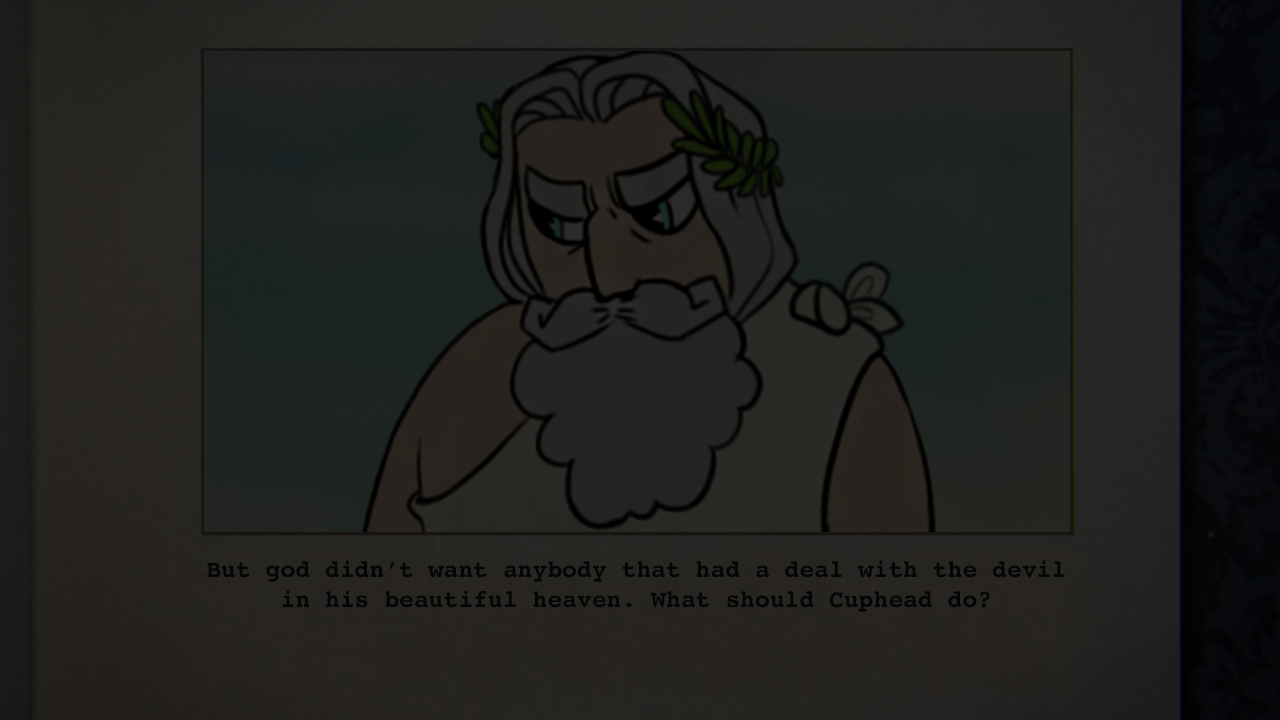 But god didn't want anybody that had a deal with the devil
in his beautiful heaven. What should Cuphead do?